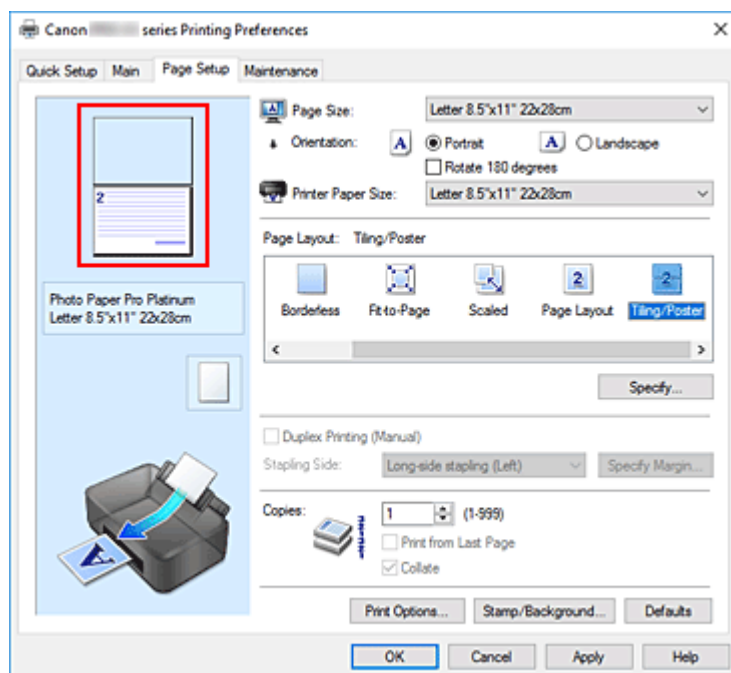 Canon series Printing Preferences
Quick Setup Main Page Setup Maintenance
2
Photo Paper Pro Platinum
Letter 8.5"x11" 22x28cm
Page Size: Letter 8.5"x11" 22x28cm
Orientation: A Portrait A Landscape
Rotate 180 degrees
Printer Paper Size: Letter 8.5"x11" 22x28cm
Page Layout: Tiling/Poster
2 2
Borderless Fit-to-Page Scaled Page Layout Tiling/Poster
Specify...
Duplex Printing (Manual)
Stapling Side: Long-side stapling (Left) Specify Margin...
Copies: 1 (1-999)
Print from Last Page
Collate
Print Options... Stamp/Background... Defaults
OK Cancel Apply Help